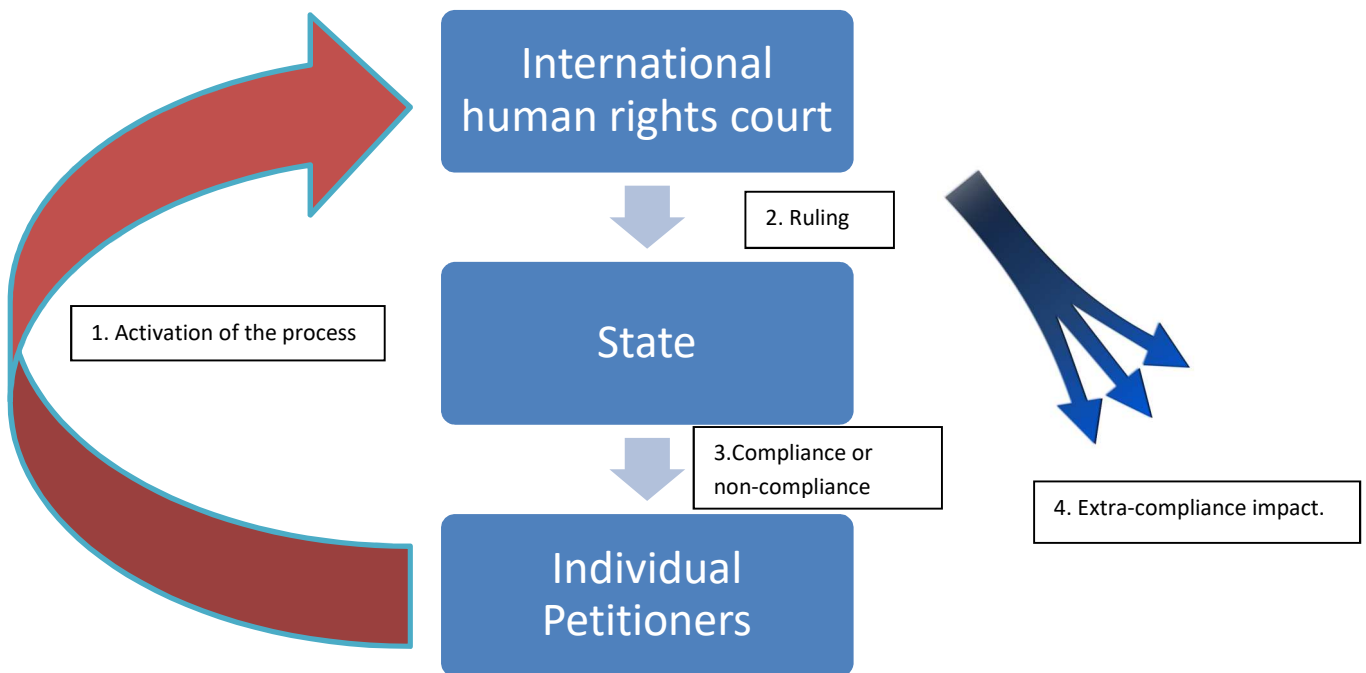 International
human rights court
2. Ruling
1. Activation of the process
State
3.Compliance or
non-compliance
4. Extra-compliance impact.
Individual
Petitioners